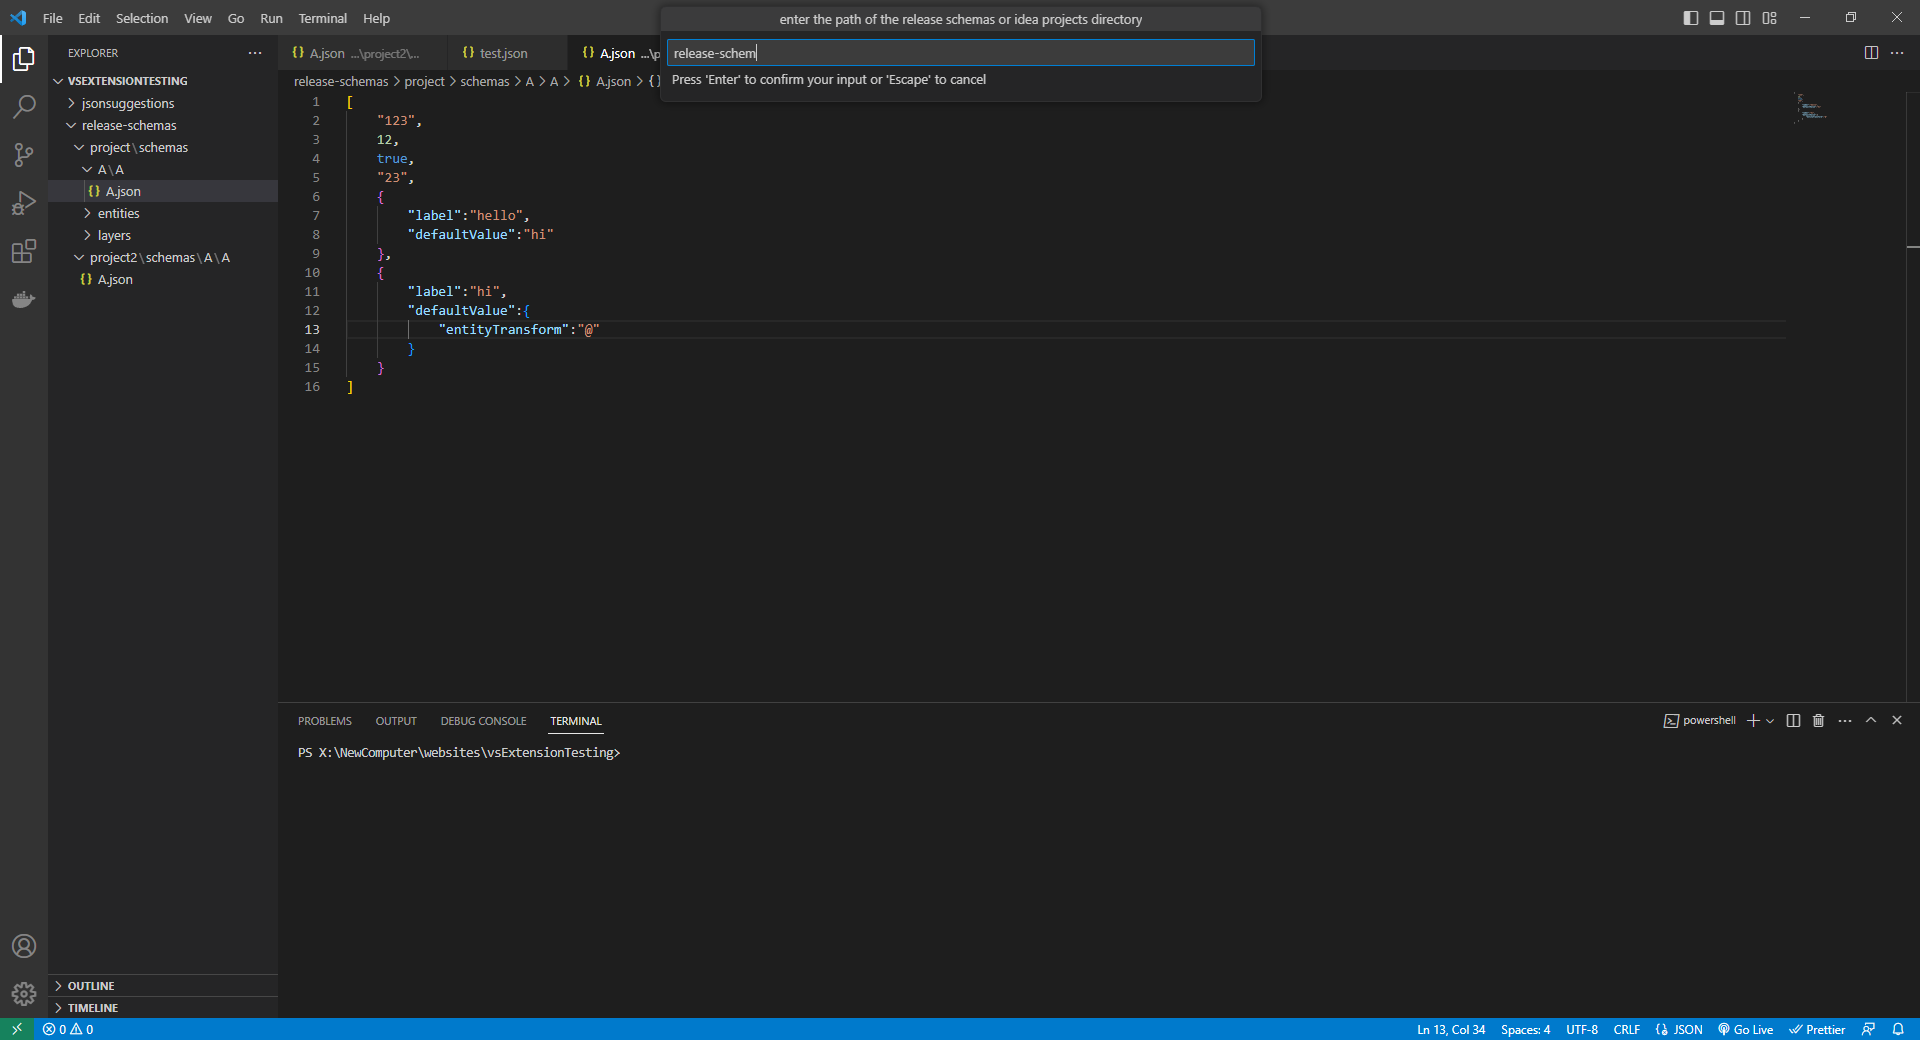 File Edit Selection View Go Run Terminal Help
enter the path of the release schemas or idea projects directory
release-schem
Press 'Enter' to confirm your input or 'Escape' to cancel
EXPLORER
VSEXTENSIONTESTING
jsonsuggestions
release-schemas
project\schemas
A\A
{} A.json
entities
layers
project2\schemas\A\A
{} A.json
OUTLINE
TIMELINE
{} A.json ...\project2\... {} test.json {} A.json ...\p
release-schemas > project > schemas > A > A > {} A.json > {}
1 [
2 "123",
3 12,
4 true,
5 "23",
6 {
7 "label":"hello",
8 "defaultValue":"hi"
9 },
10 {
11 "label":"hi",
12 "defaultValue":{
13 "entityTransform":"@"
14 }
15 }
16 ]
PROBLEMS OUTPUT DEBUG CONSOLE TERMINAL
powershell
PS X:\NewComputer\websites\vsExtensionTesting>
0 0 Ln 13, Col 34 Spaces: 4 UTF-8 CRLF JSON Go Live Prettier